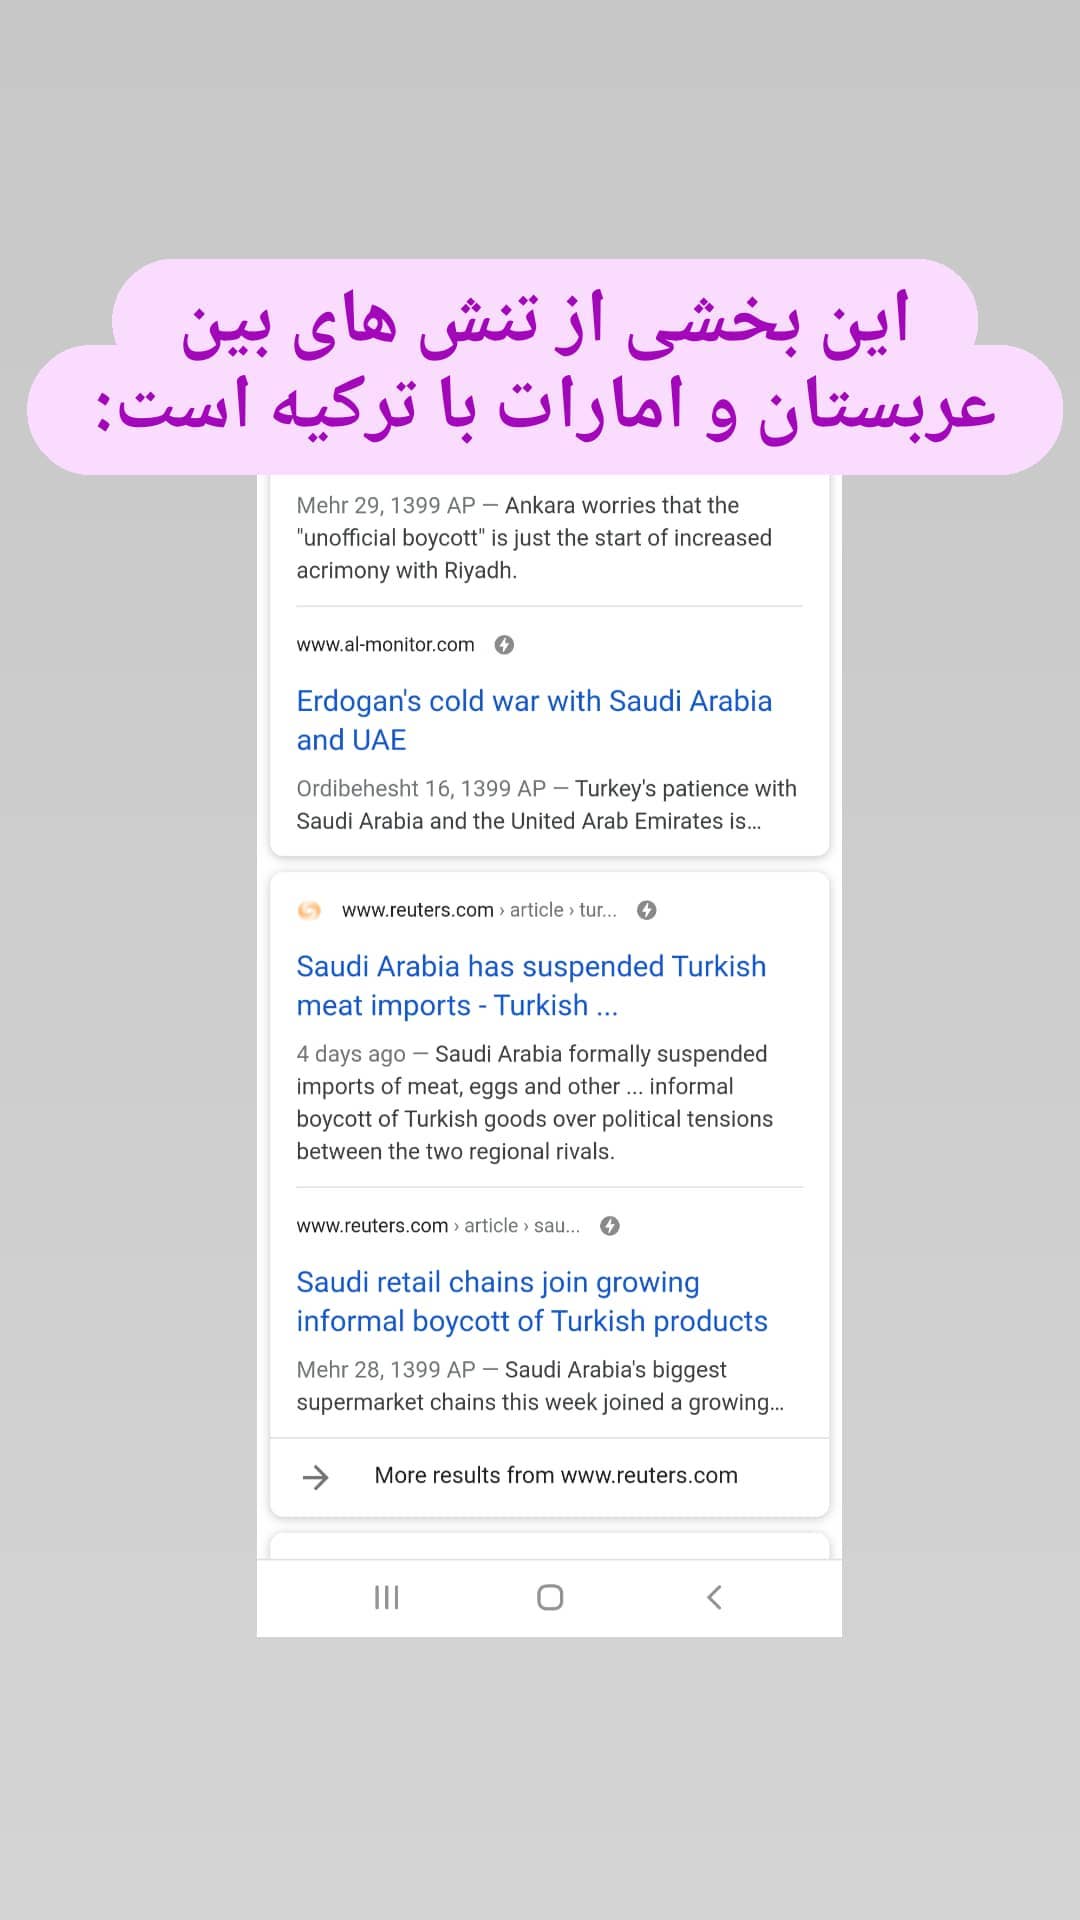 این بخشی از تنش های بین
عربستان و امارات با ترکیه است:
Mehr 29, 1399 AP — Ankara worries that the
"unofficial boycott" is just the start of increased
acrimony with Riyadh.
www.al-monitor.com
Erdogan's cold war with Saudi Arabia
and UAE
Ordibehesht 16, 1399 AP — Turkey's patience with
Saudi Arabia and the United Arab Emirates is...
www.reuters.com › article › tur...
Saudi Arabia has suspended Turkish
meat imports - Turkish ...
4 days ago — Saudi Arabia formally suspended
imports of meat, eggs and other ... informal
boycott of Turkish goods over political tensions
between the two regional rivals.
www.reuters.com › article › sau...
Saudi retail chains join growing
informal boycott of Turkish products
Mehr 28, 1399 AP — Saudi Arabia's biggest
supermarket chains this week joined a growing...
More results from www.reuters.com